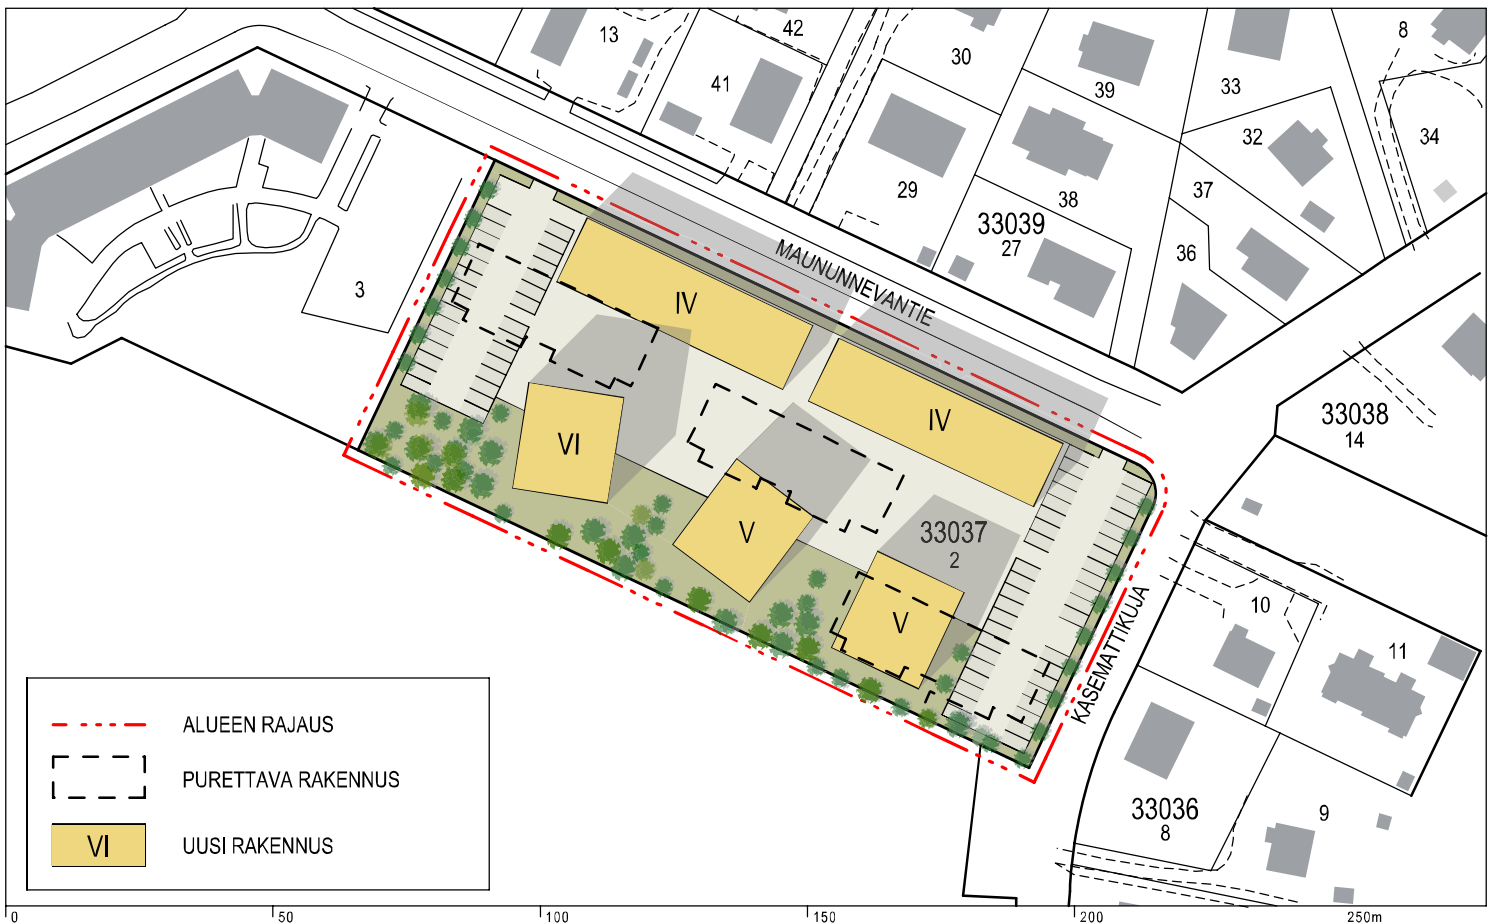 13
42
41
30
39
33
8
34
32
29
38
37
33039
27
36
3
MAUNUNNEVANTIE
IV
IV
VI
V
V
33037
2
33038
14
KASEMATTIKUJA
10
11
33036
8
9
ALUEEN RAJAUS
PURETTAVA RAKENNUS
VI UUSI RAKENNUS
0 50 100 150 200 250m